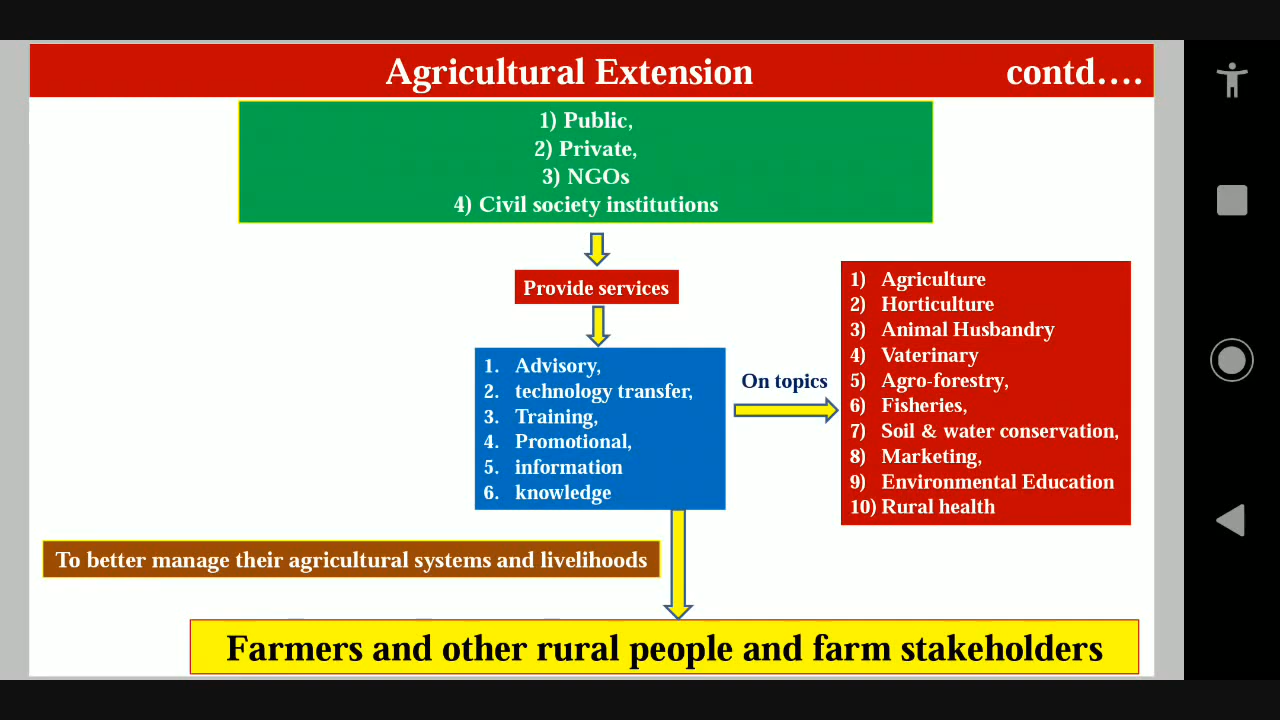 Agricultural Extension contd....
1) Public,
2) Private,
3) NGOs
4) Civil society institutions
Provide services
1. Advisory,
2. technology transfer,
3. Training,
4. Promotional,
5. information
6. knowledge
On topics
1) Agriculture
2) Horticulture
3) Animal Husbandry
4) Vaterinary
5) Agro-forestry,
6) Fisheries,
7) Soil & water conservation,
8) Marketing,
9) Environmental Education
10) Rural health
To better manage their agricultural systems and livelihoods
Farmers and other rural people and farm stakeholders